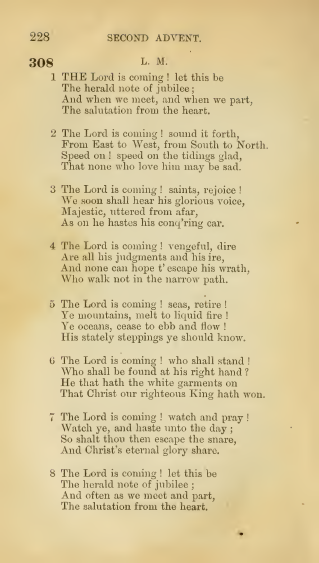 228 SECOND ADVENT.
308 L. M.
1 THE Lord is coming ! let this be
The herald note of jubilee ;
And when we meet, and when we part,
The salutation from the heart.
2 The Lord is coming ! sound it forth,
From East to West, from South to North.
Speed on ! speed on the tidings glad,
That none who love him may be sad.
3 The Lord is coming ! saints, rejoice !
We soon shall hear his glorious voice,
Majestic, uttered from afar,
As on he hastes his conq'ring car.
4 The Lord is coming ! vengeful, dire
Are all his judgments and his ire,
And none can hope t' escape his wrath,
Who walk not in the narrow path.
5 The Lord is coming ! seas, retire !
Ye mountains, melt to liquid fire !
Ye oceans, cease to ebb and flow !
His stately steppings ye should know.
6 The Lord is coming ! who shall stand !
Who shall be found at his right hand ?
He that hath the white garments on
That Christ our righteous King hath won.
7 The Lord is coming ! watch and pray !
Watch ye, and haste unto the day ;
So shalt thou then escape the snare,
And Christ's eternal glory share.
8 The Lord is coming ! let this be
The herald note of jubilee ;
And often as we meet and part,
The salutation from the heart.